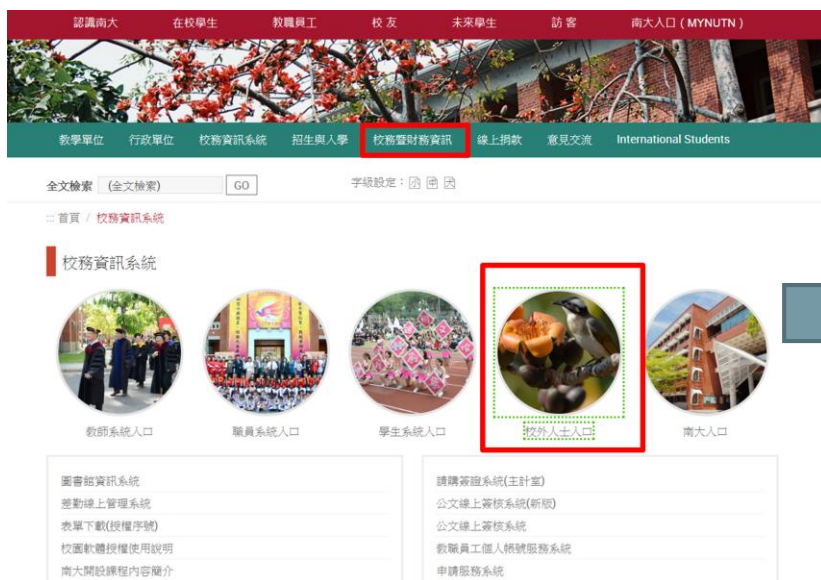 認識南大 在校學生 教職員工 校友 未來學生 訪客 南大入口 ( MYNUTN )
教學單位 行政單位 校務資訊系統 招生與入學 校務暨財務資訊 線上捐款 意見交流 International Students
全文檢索 (全文檢索) GO 字級設定：小 中 大
::: 首頁 / 校務資訊系統
校務資訊系統
教師系統入口 職員系統入口 學生系統入口 校外人士入口 南大入口
圖書館資訊系統 請購簽證系統(主計室)
差勤線上管理系統 公文線上簽核系統(新版)
表單下載(授權序號) 公文線上簽核系統
校園軟體授權使用說明 教職員工個人帳號服務系統
南大開設課程內容簡介 申請服務系統